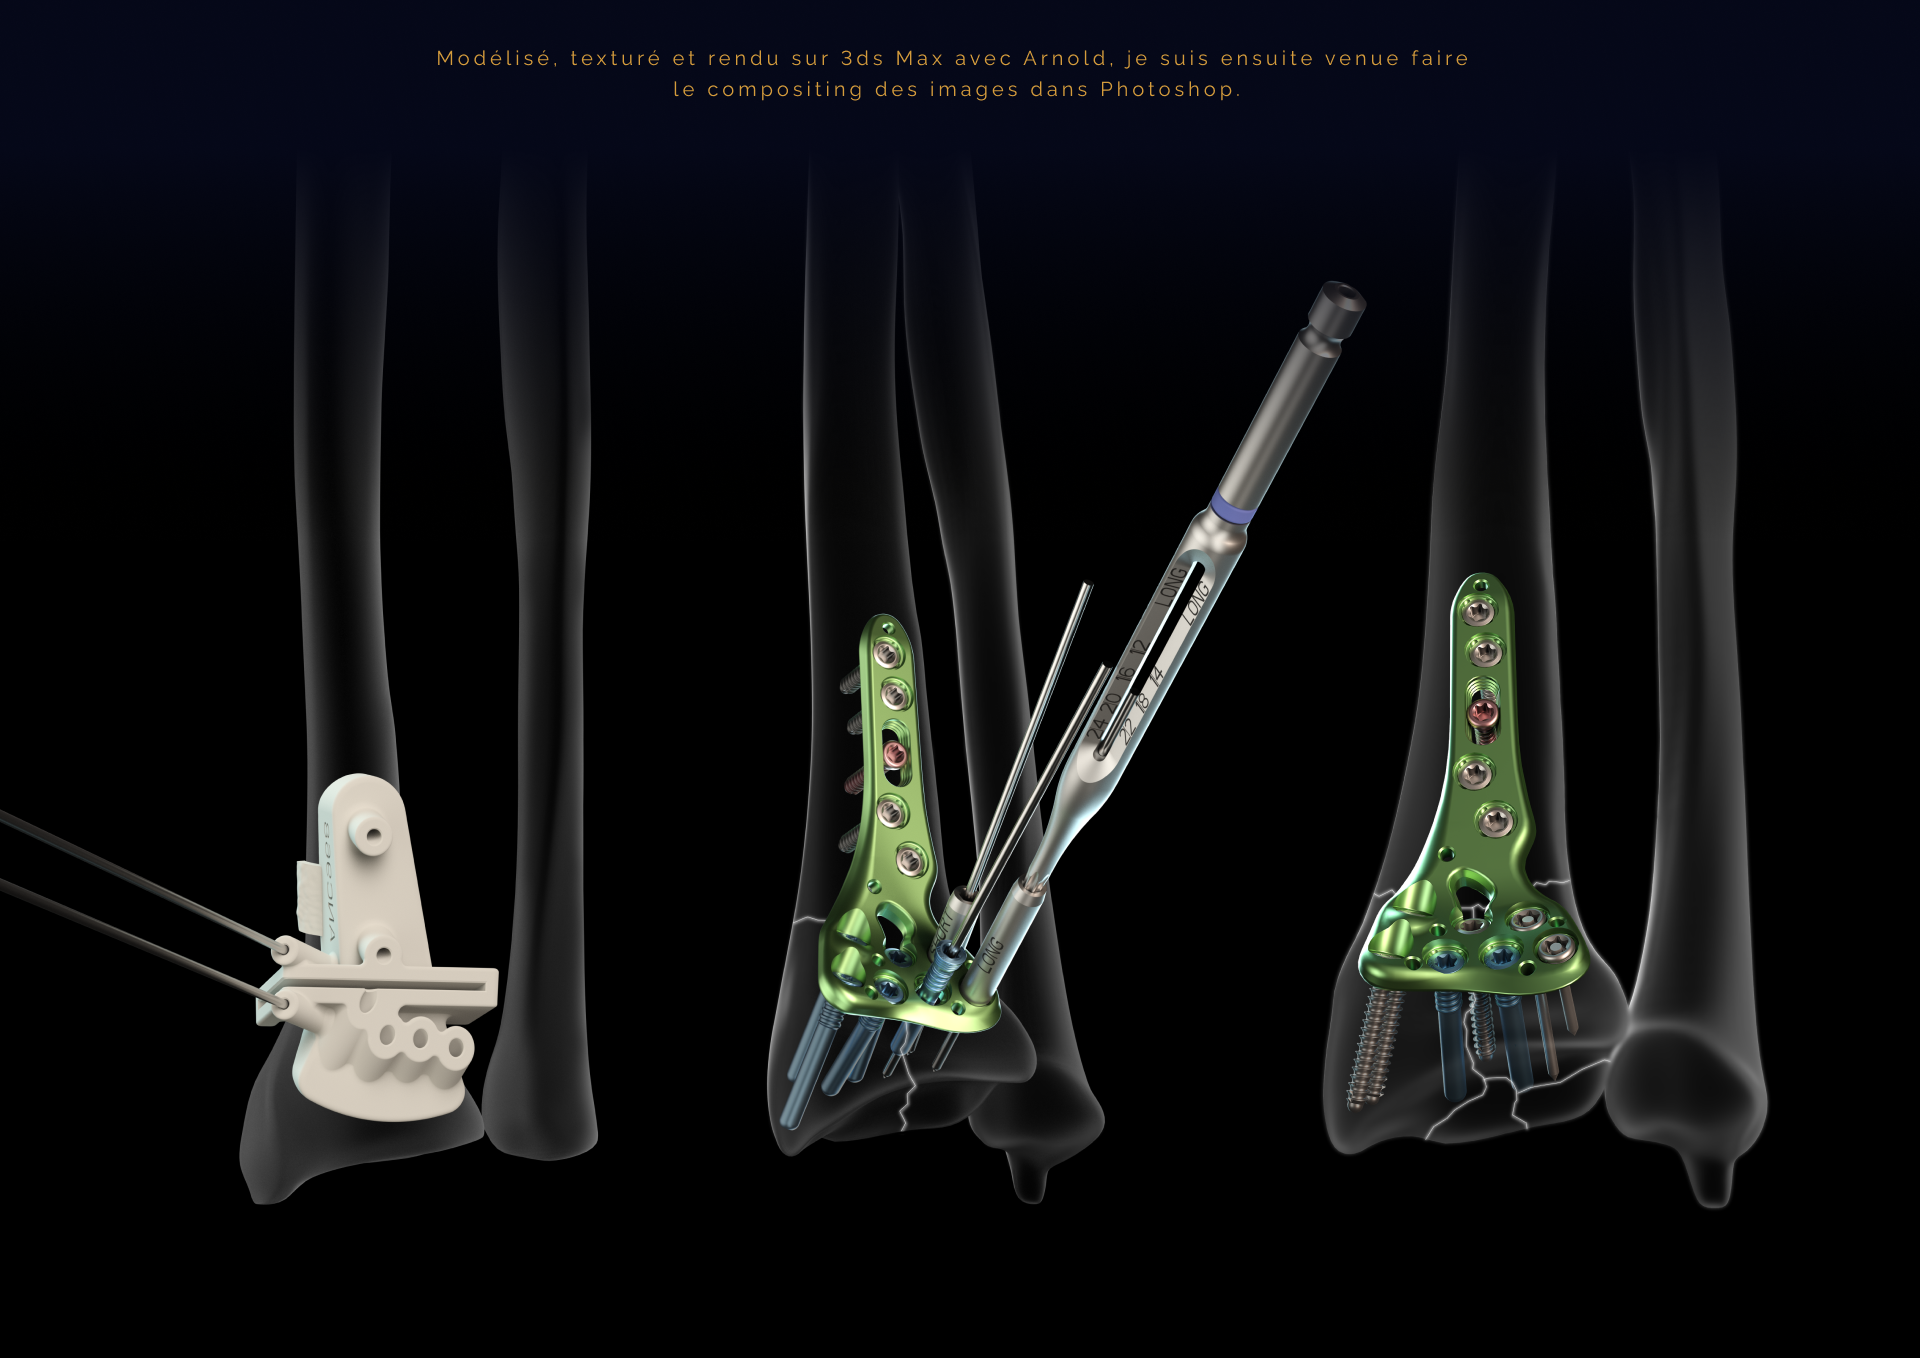 Modélisé, texturé et rendu sur 3ds Max avec Arnold, je suis ensuite venue faire
le compositing des images dans Photoshop.
LONG
LONG
24 20 16 12
22 18 14
LONG